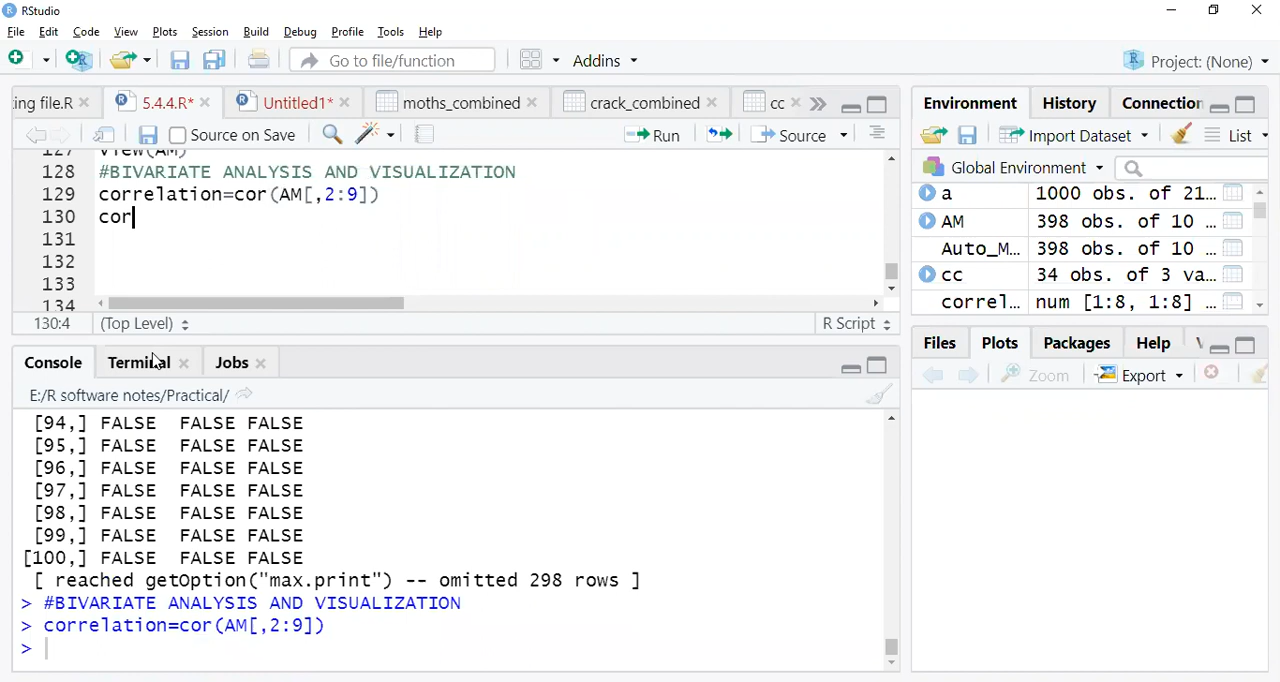 RStudio
File Edit Code View Plots Session Build Debug Profile Tools Help
Go to file/function Addins Project: (None)
ing file.R 5.4.4.R* Untitled1* moths_combined crack_combined cc
Source on Save Run Source
127 View(AM)
128 #BIVARIATE ANALYSIS AND VISUALIZATION
129 correlation=cor(AM[,2:9])
130 cor
131
132
133
134
130:4 (Top Level) R Script
Console Terminal Jobs
E:/R software notes/Practical/
[94,] FALSE FALSE FALSE
[95,] FALSE FALSE FALSE
[96,] FALSE FALSE FALSE
[97,] FALSE FALSE FALSE
[98,] FALSE FALSE FALSE
[99,] FALSE FALSE FALSE
[100,] FALSE FALSE FALSE
[ reached getOption("max.print") -- omitted 298 rows ]
> #BIVARIATE ANALYSIS AND VISUALIZATION
> correlation=cor(AM[,2:9])
>
Environment History Connection
Import Dataset List
Global Environment
a 1000 obs. of 21...
AM 398 obs. of 10 ...
Auto_M... 398 obs. of 10 ...
cc 34 obs. of 3 va...
correl... num [1:8, 1:8] ...
Files Plots Packages Help
Zoom Export